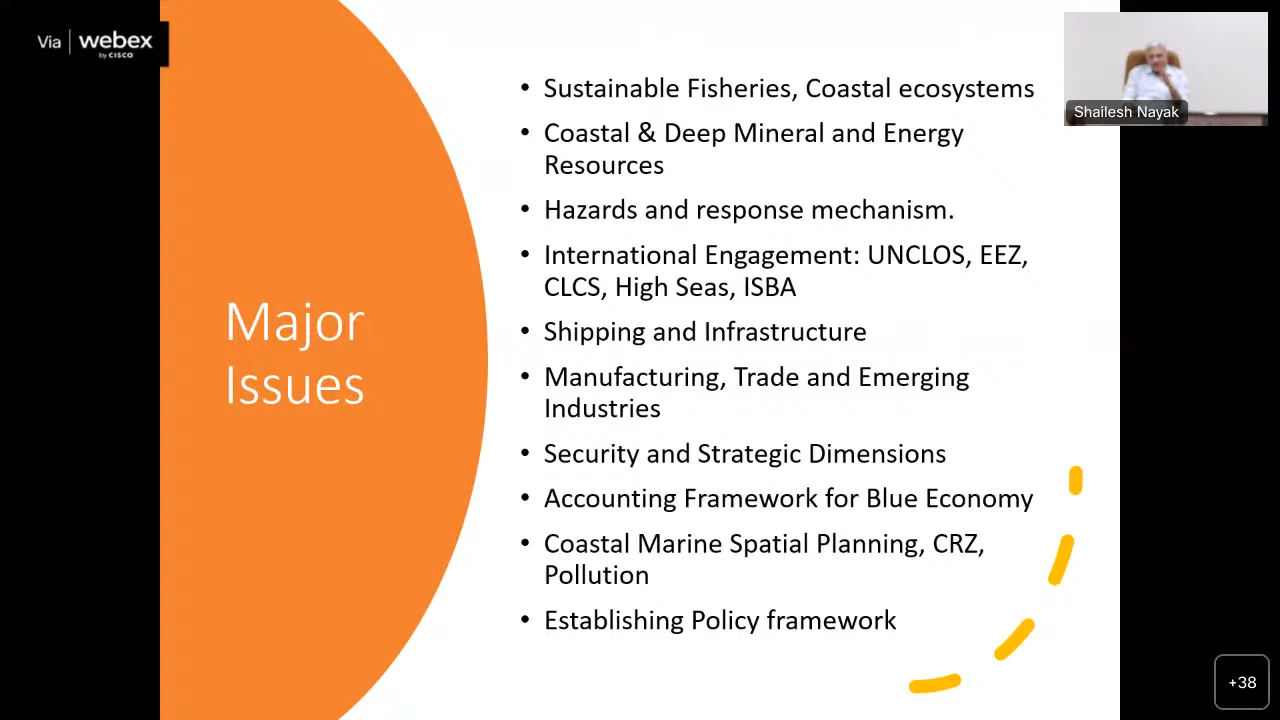 Via webex
by CISCO
Shailesh Nayak
Major
Issues
• Sustainable Fisheries, Coastal ecosystems
• Coastal & Deep Mineral and Energy
Resources
• Hazards and response mechanism.
• International Engagement: UNCLOS, EEZ,
CLCS, High Seas, ISBA
• Shipping and Infrastructure
• Manufacturing, Trade and Emerging
Industries
• Security and Strategic Dimensions
• Accounting Framework for Blue Economy
• Coastal Marine Spatial Planning, CRZ,
Pollution
• Establishing Policy framework
+38